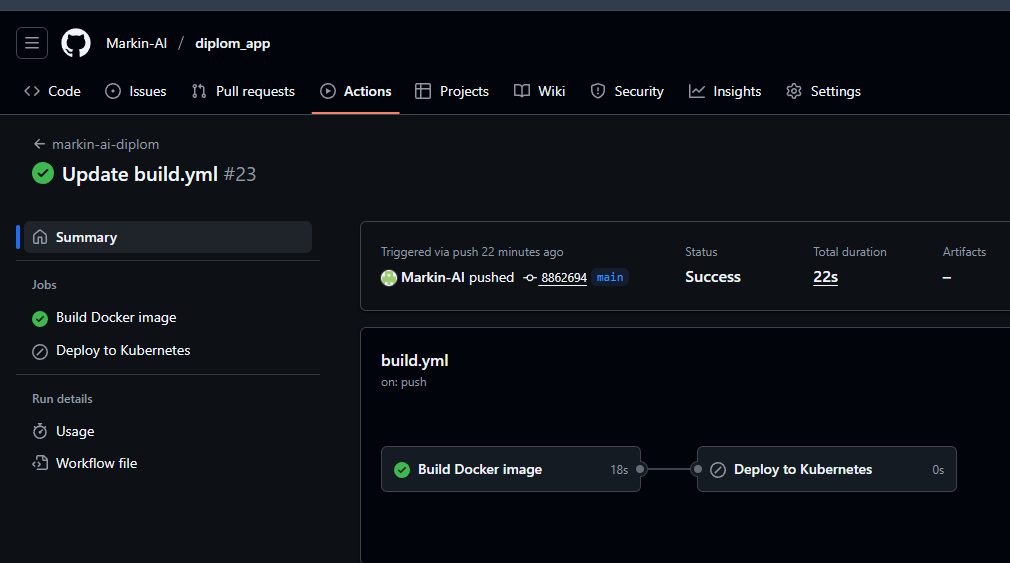 Markin-AI / diplom_app
Code Issues Pull requests Actions Projects Wiki Security Insights Settings
markin-ai-diplom
Update build.yml #23
Summary
Jobs
Build Docker image
Deploy to Kubernetes
Run details
Usage
Workflow file
Triggered via push 22 minutes ago
Markin-AI pushed 8862694 main
Status
Success
Total duration
22s
Artifacts
–
build.yml
on: push
Build Docker image 18s
Deploy to Kubernetes 0s